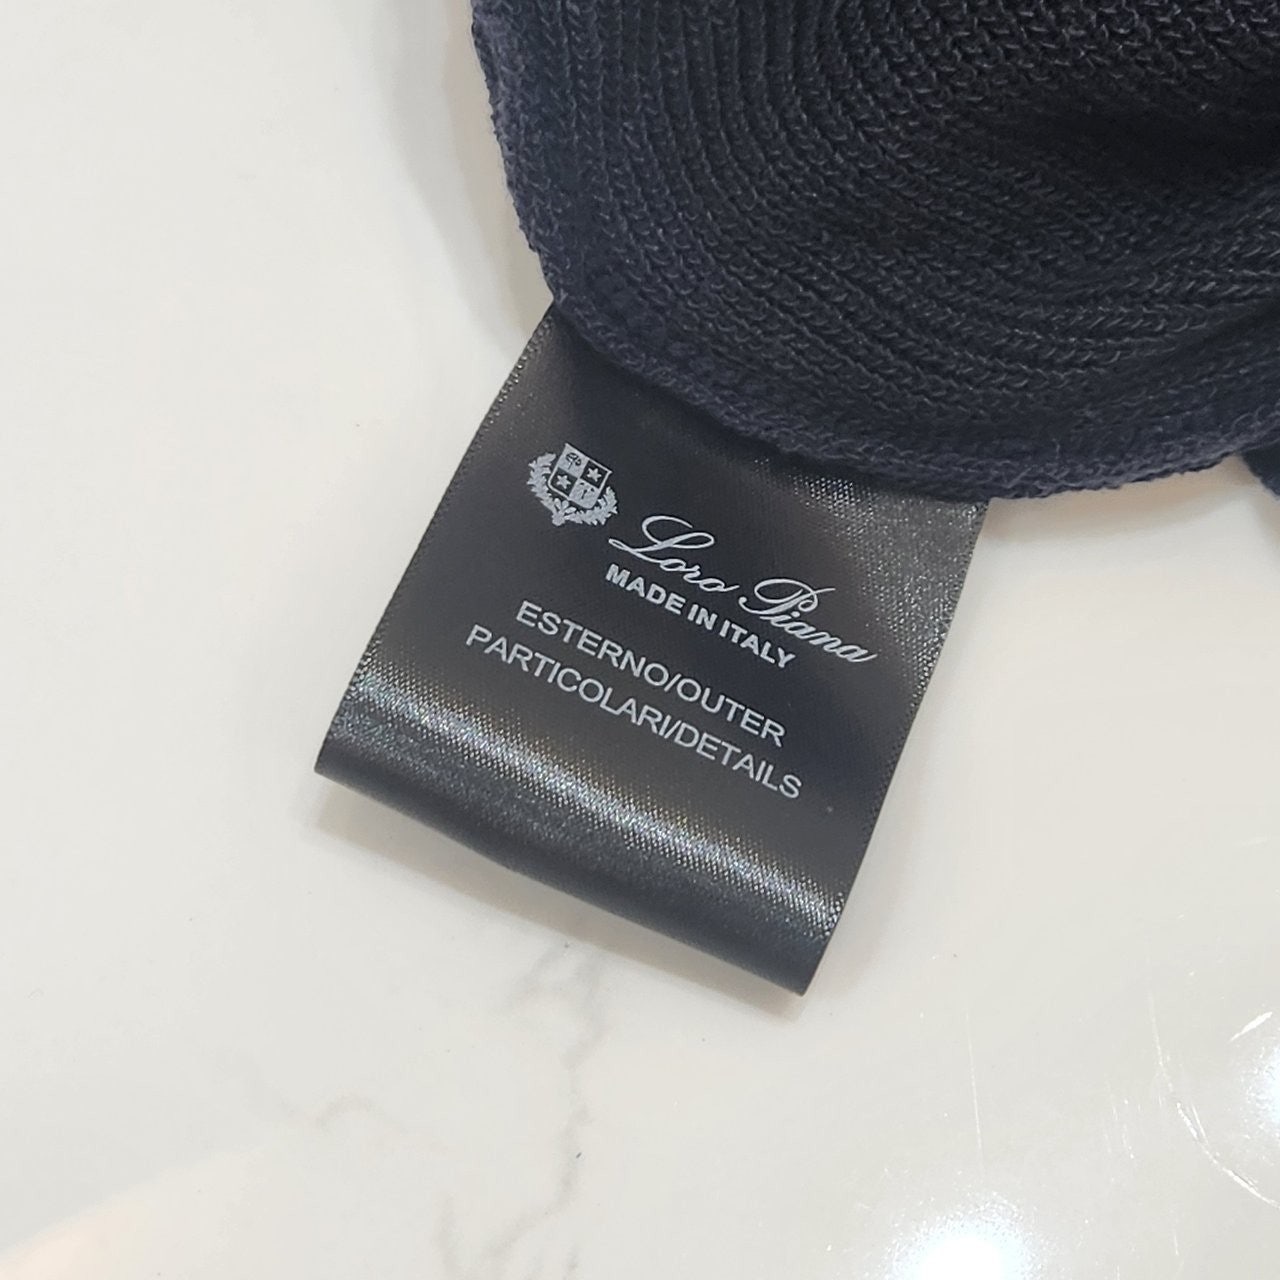 Loro Piana
MADE IN ITALY
ESTERNO/OUTER
PARTICOLARI/DETAILS